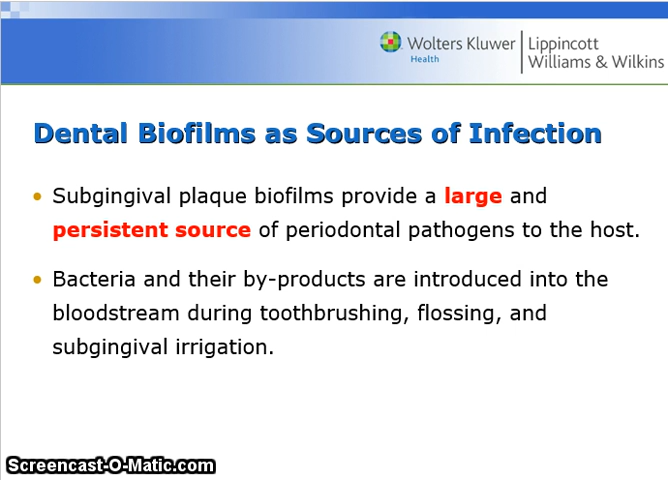 Wolters Kluwer
Health
Lippincott
Williams & Wilkins
Dental Biofilms as Sources of Infection
• Subgingival plaque biofilms provide a large and
persistent source of periodontal pathogens to the host.
• Bacteria and their by-products are introduced into the
bloodstream during toothbrushing, flossing, and
subgingival irrigation.
Screencast-O-Matic.com